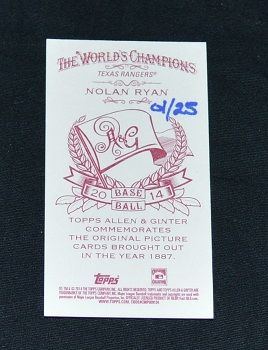 THE WORLD'S CHAMPIONS
TEXAS RANGERS®
NOLAN RYAN
01/25
A&G
20 BASE 14
BALL
TOPPS ALLEN & GINTER
COMMEMORATES
THE ORIGINAL PICTURE
CARDS BROUGHT OUT
IN THE YEAR 1887.
topps